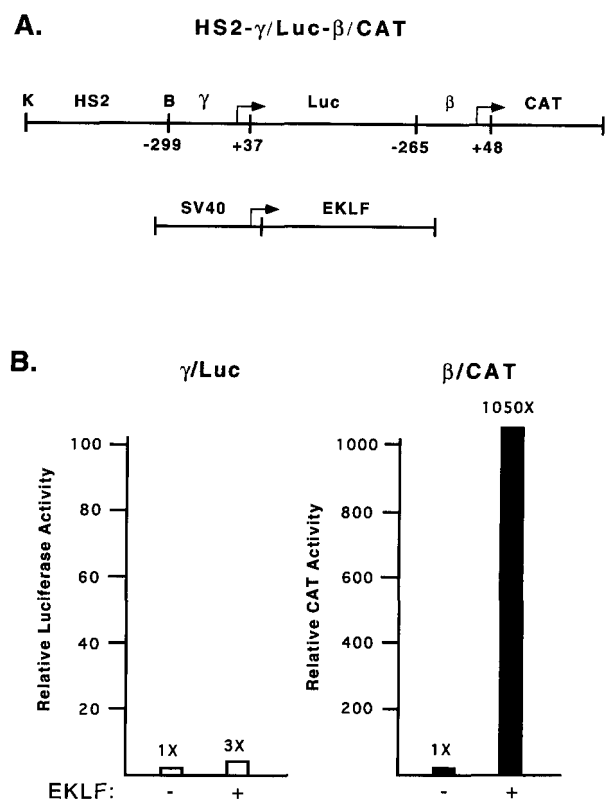 A.
HS2-γ/Luc-β/CAT
K HS2 B γ Luc β CAT
-299 +37 -265 +48
SV40 EKLF
B.
γ/Luc β/CAT
1050X
100
80
60
40
20
Relative Luciferase Activity
1X 3X
1000
800
600
400
200
Relative CAT Activity
1X
EKLF: - + - +